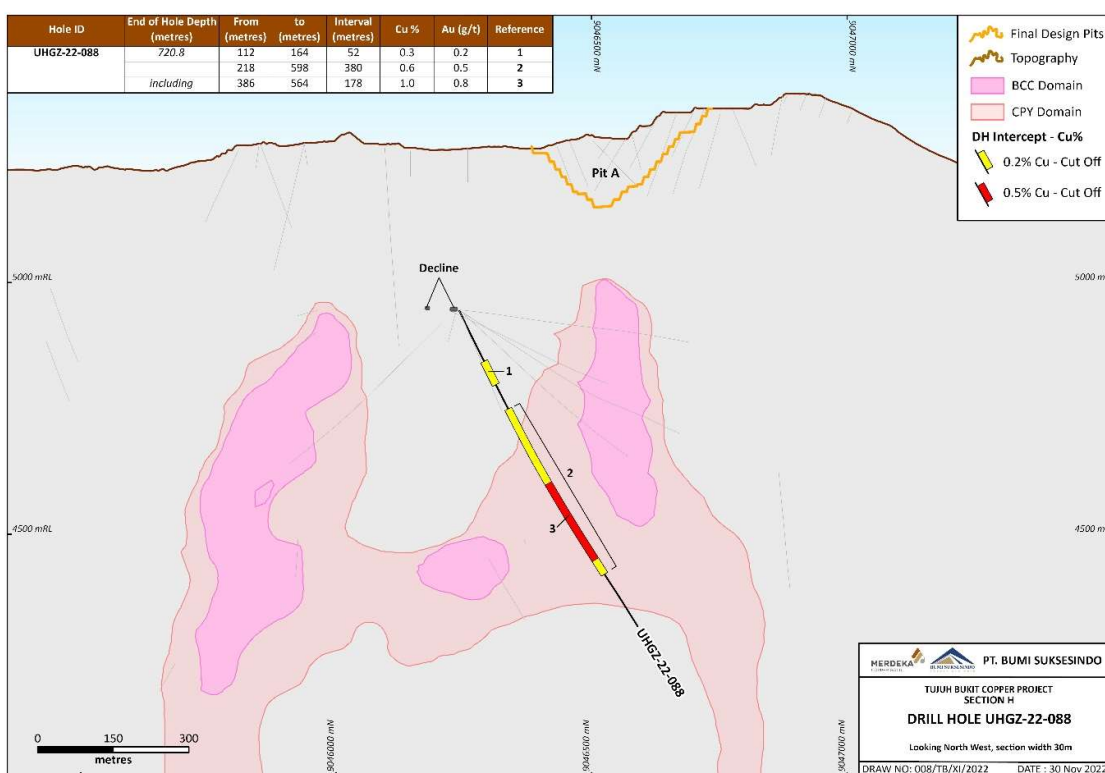 Hole ID End of Hole Depth (metres) From (metres) to (metres) Interval (metres) Cu % Au (g/t) Reference
UHGZ-22-088 720.8 112 164 52 0.3 0.2 1
218 598 380 0.6 0.5 2
including 386 564 178 1.0 0.8 3
9046500 mN
9047000 mN
Final Design Pits
Topography
BCC Domain
CPY Domain
DH Intercept - Cu%
0.2% Cu - Cut Off
0.5% Cu - Cut Off
Pit A
5000 mRL
5000 mRL
Decline
1
2
3
4500 mRL
4500 mRL
UHGZ-22-088
9046000 mN
9046500 mN
9047000 mN
0 150 300
metres
MERDEKA
BUMI SUKSESINDO
PT. BUMI SUKSESINDO
TUJUH BUKIT COPPER PROJECT
SECTION H
DRILL HOLE UHGZ-22-088
Looking North West, section width 30m
DRAW NO: 008/TB/XI/2022 DATE : 30 Nov 2022